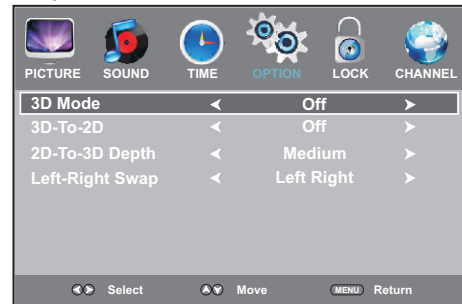 PICTURE SOUND TIME OPTION LOCK CHANNEL
3D Mode Off
3D-To-2D Off
2D-To-3D Depth Medium
Left-Right Swap Left Right
Select Move MENU Return